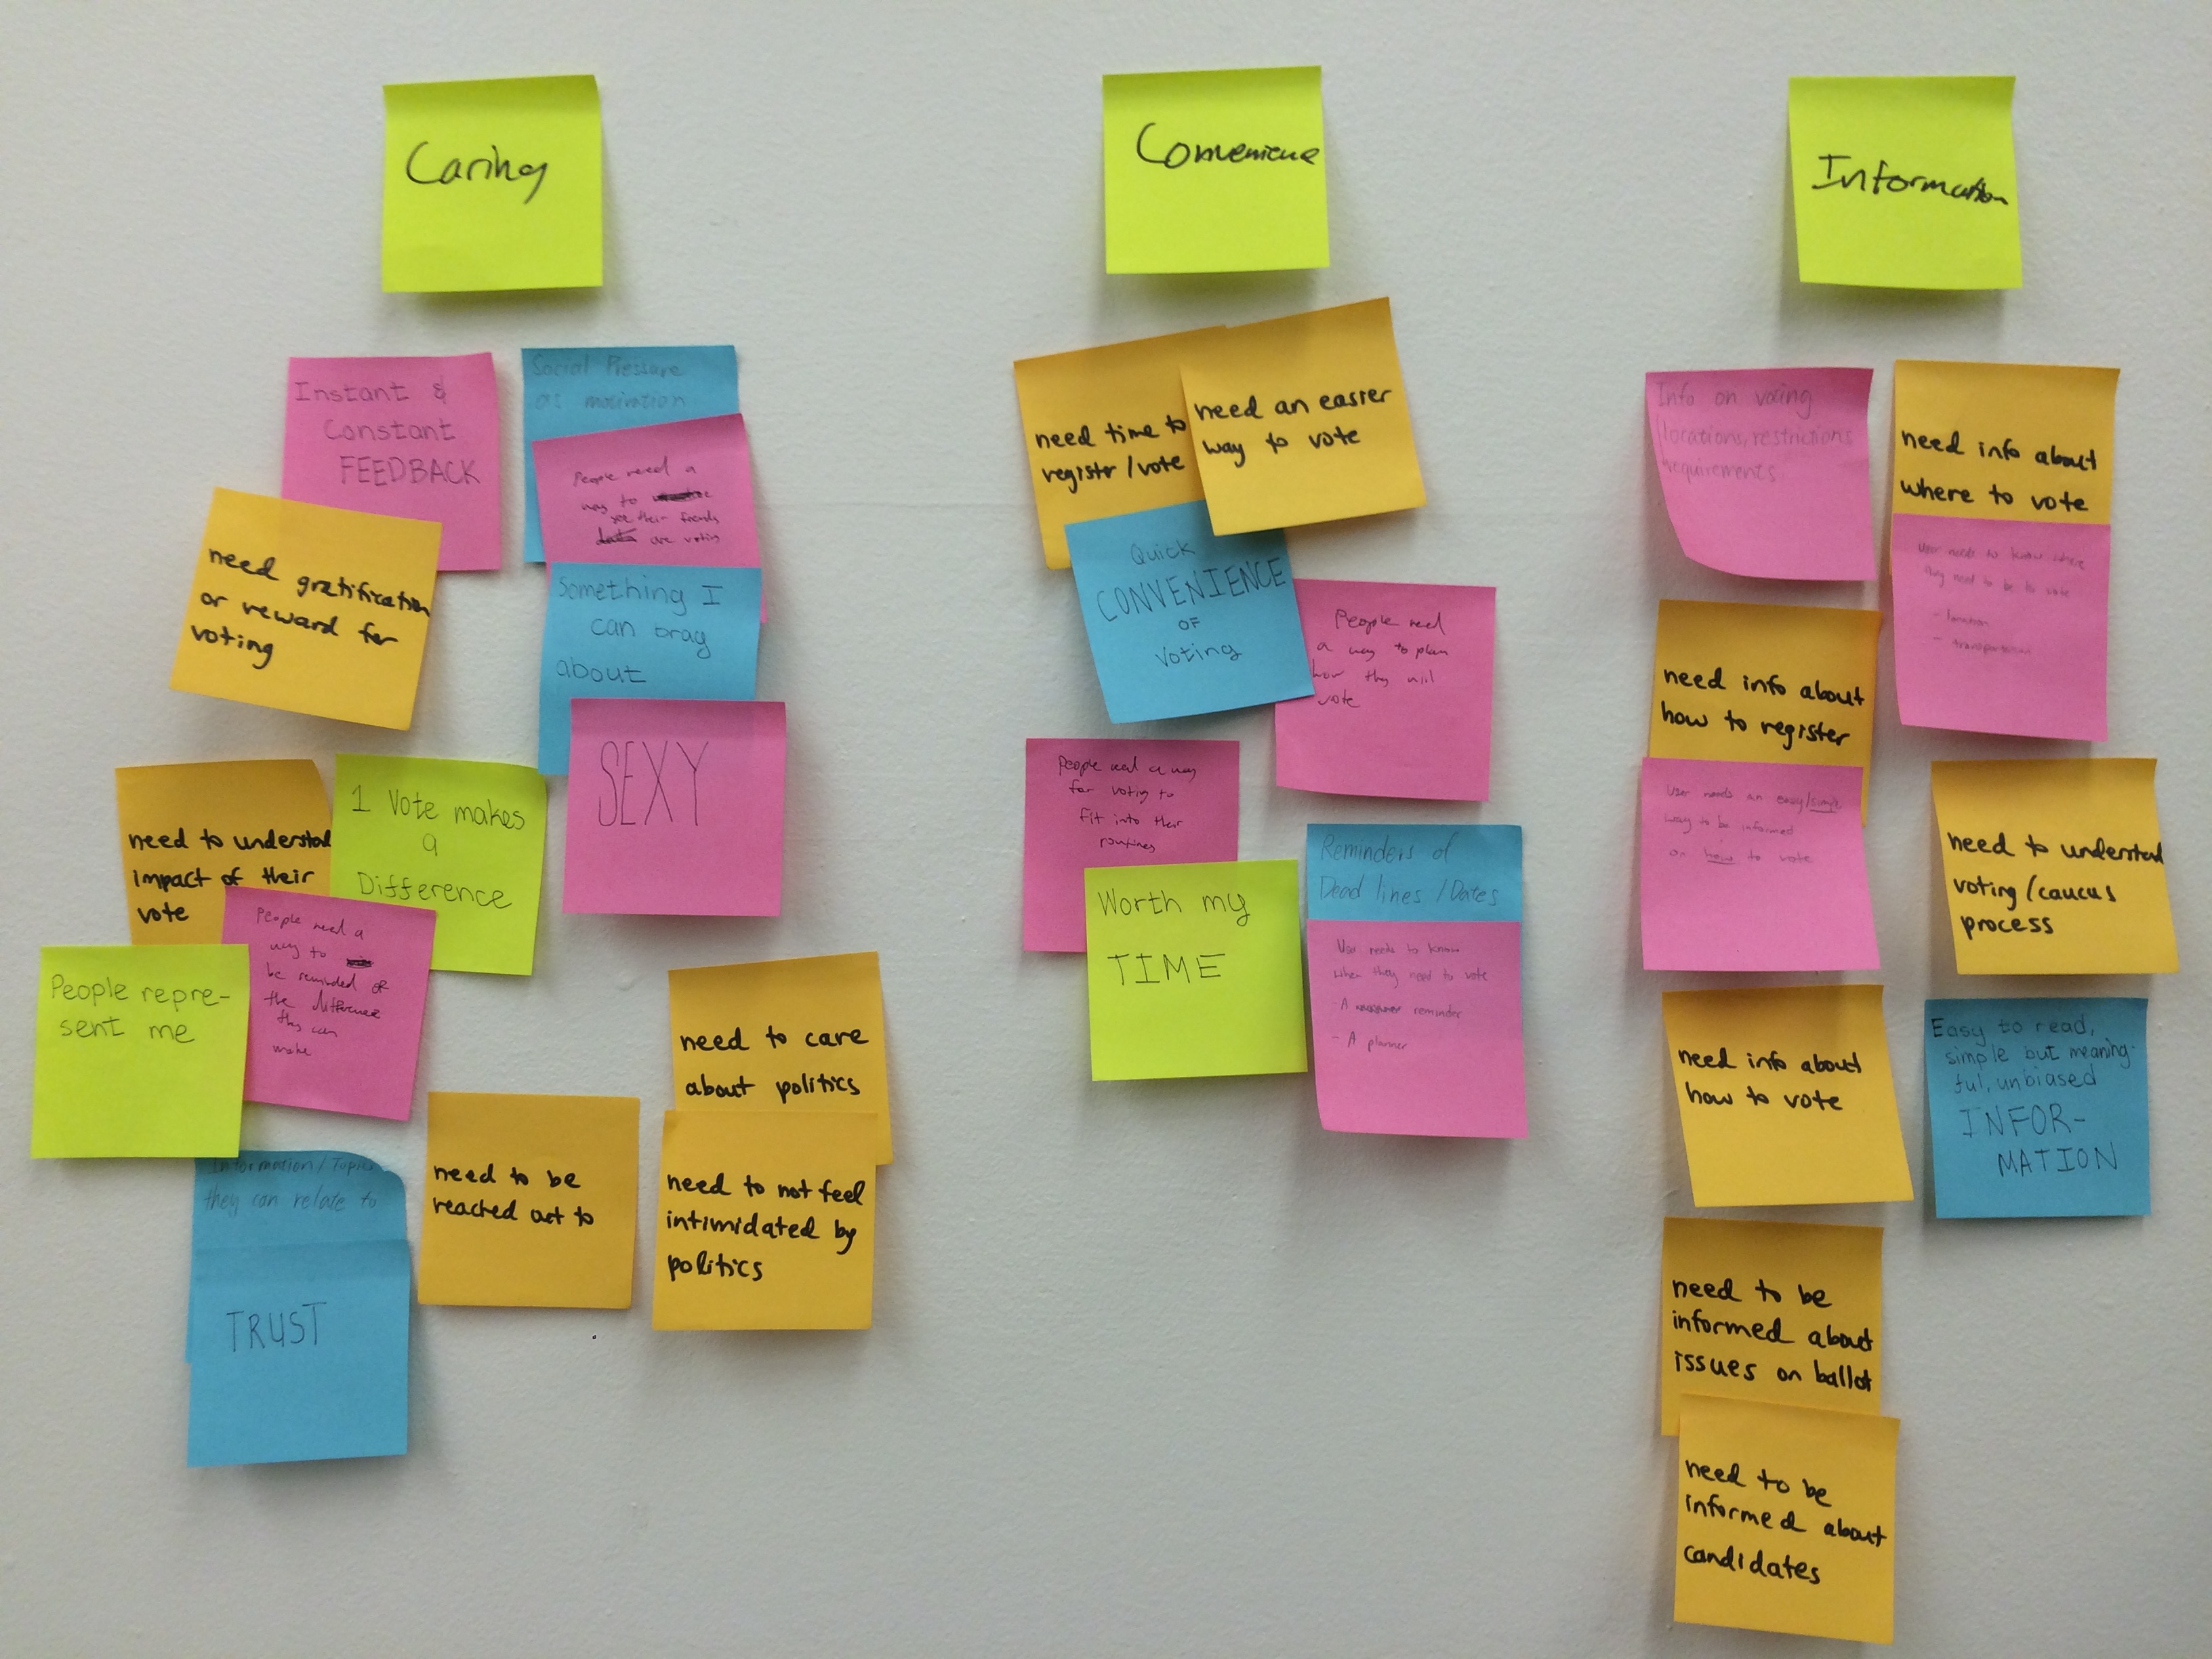 Caring
Instant &
Constant
FEEDBACK
Social Pressure
as motivation
People need a
way to
see their friends
are voting
need gratification
or reward for
voting
Something I
can brag
about
SEXY
need to understand
impact of their
vote
1 Vote makes
a
Difference
People need a
way to
be reminded of
the difference
they can
make
People repre-
sent me
need to care
about politics
need to not feel
intimidated by
politics
need to be
reached out to
Information/Topic
they can relate to
TRUST
Convenience
need time to
registr/vote
need an easier
way to vote
Quick
CONVENIENCE
OF
Voting
People need
a way to plan
how they will
vote
People need a way
for voting to
fit into their
routines
Worth my
TIME
Reminders of
Dead lines/Dates
User needs to know
when they need to vote
- A reminder
- A planner
Information
Info on voting
locations, restrictions
requirements
need info about
where to vote
User needs to know where
they need to be to vote
- location
- transportation
need info about
how to register
User needs an easy/simple
way to be informed
on how to vote
need to understand
voting/caucus
process
need info about
how to vote
Easy to read,
simple but meaning-
ful, unbiased
INFOR-
MATION
need to be
informed about
issues on ballot
need to be
informed about
candidates